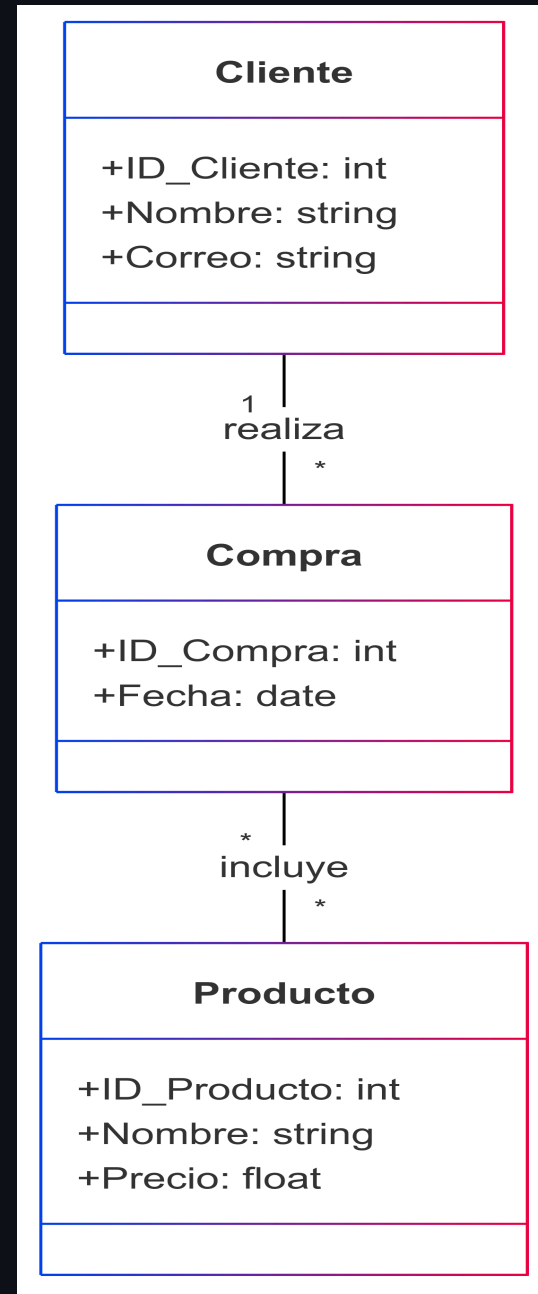 Cliente
+ID_Cliente: int
+Nombre: string
+Correo: string
1
realiza
*
Compra
+ID_Compra: int
+Fecha: date
*
incluye
*
Producto
+ID_Producto: int
+Nombre: string
+Precio: float